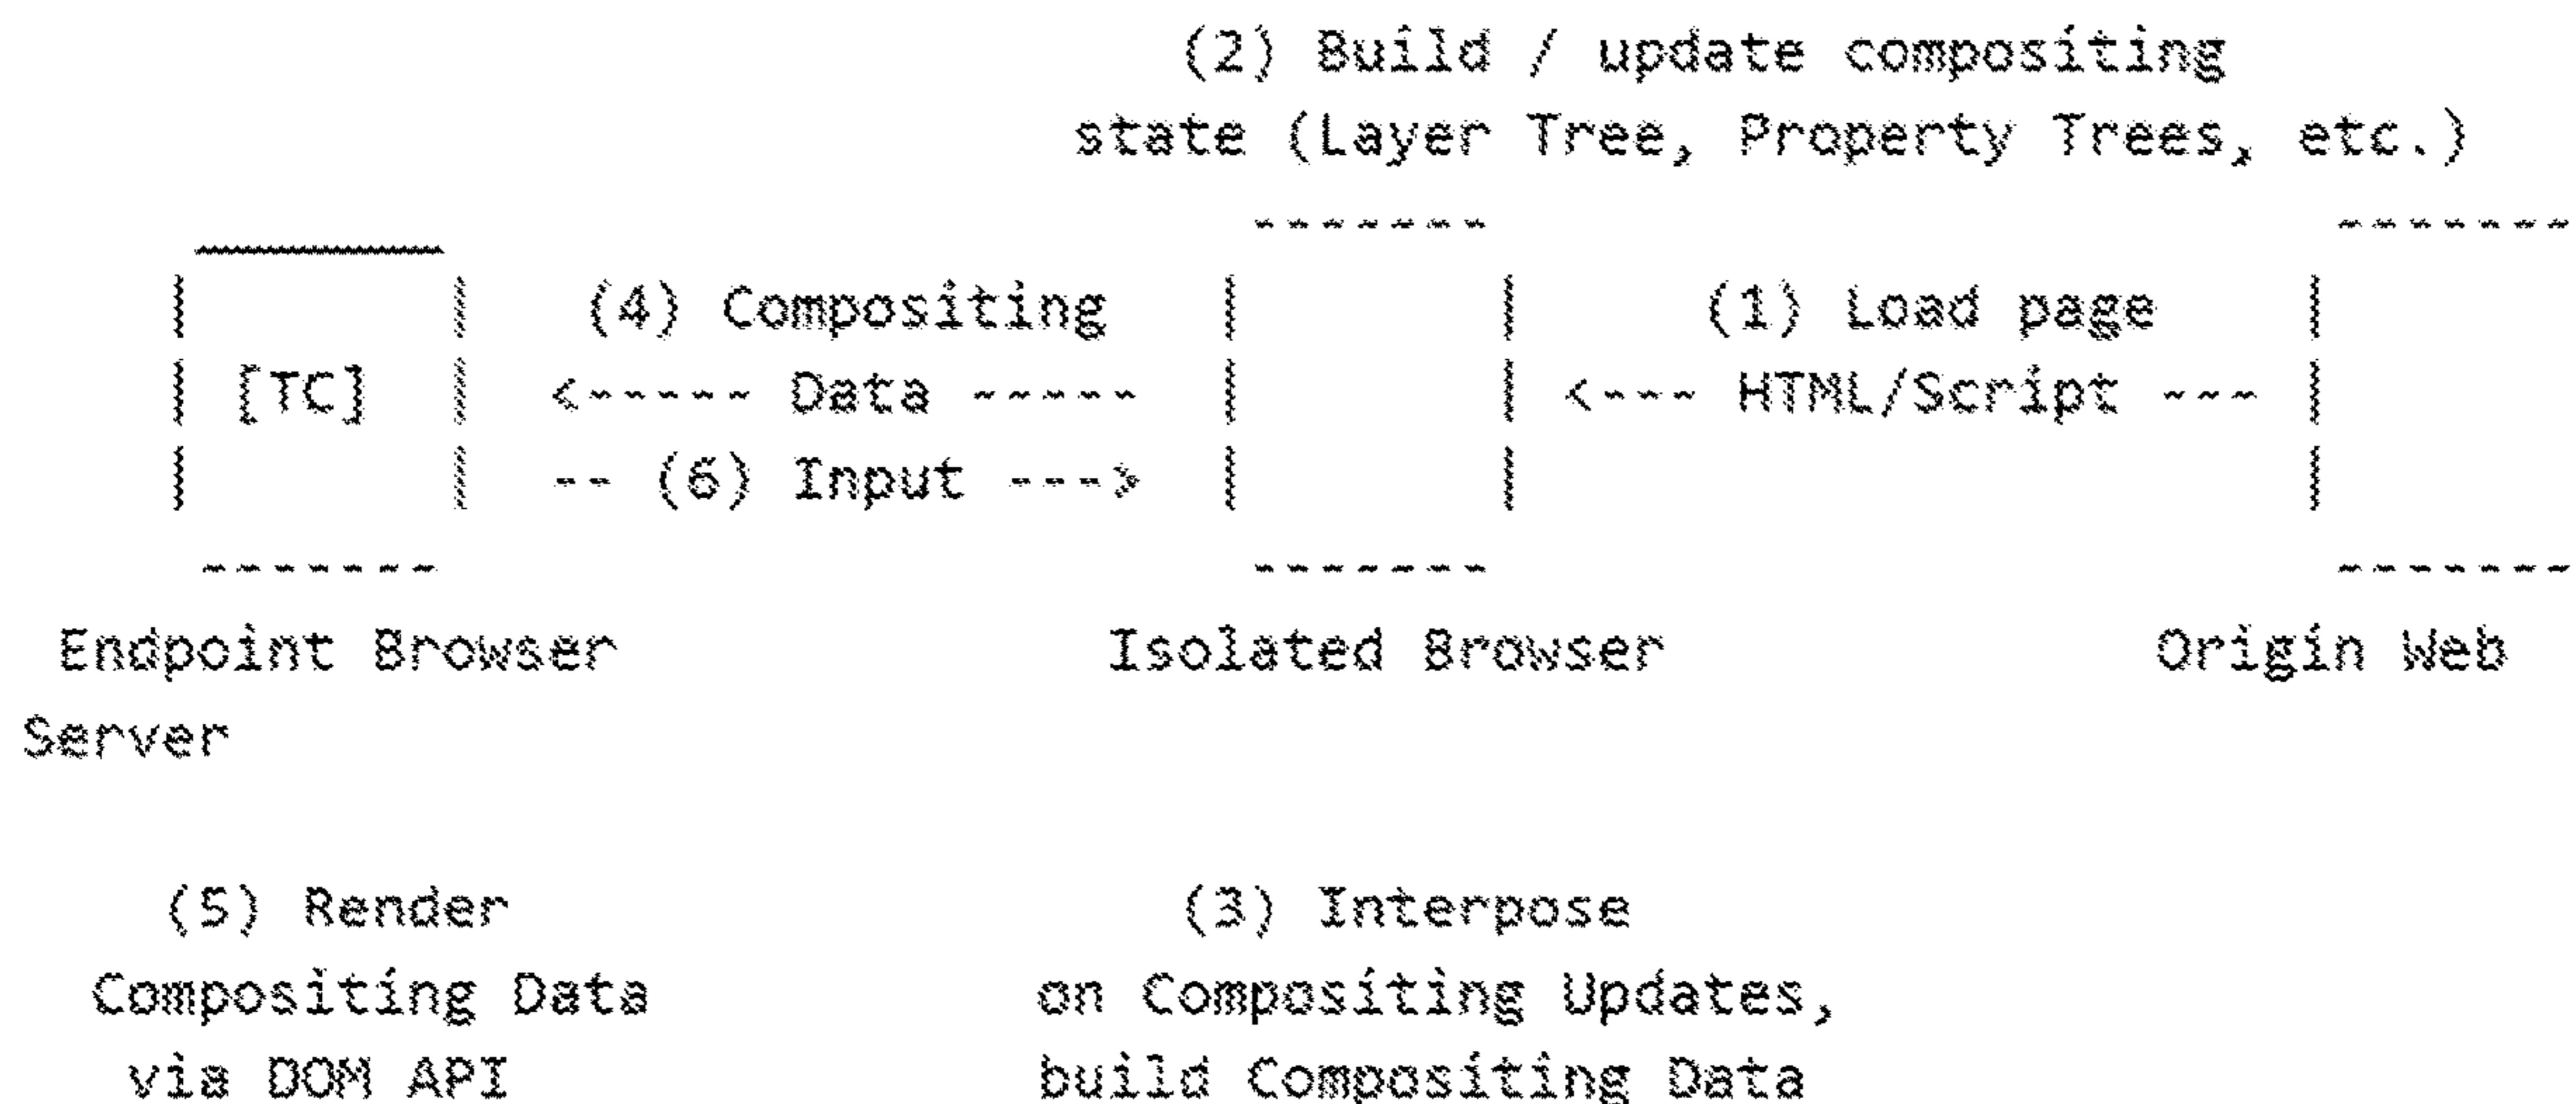 (2) Build / update compositing
state (Layer Tree, Property Trees, etc.)
_______ ------- -------
| | (4) Compositing | | (1) Load page |
| [TC] | <----- Data ----- | | <--- HTML/Script --- |
| | -- (6) Input ---> | | |
------- ------- -------
Endpoint Browser Isolated Browser Origin Web
Server
(5) Render (3) Interpose
Compositing Data on Compositing Updates,
via DOM API build Compositing Data